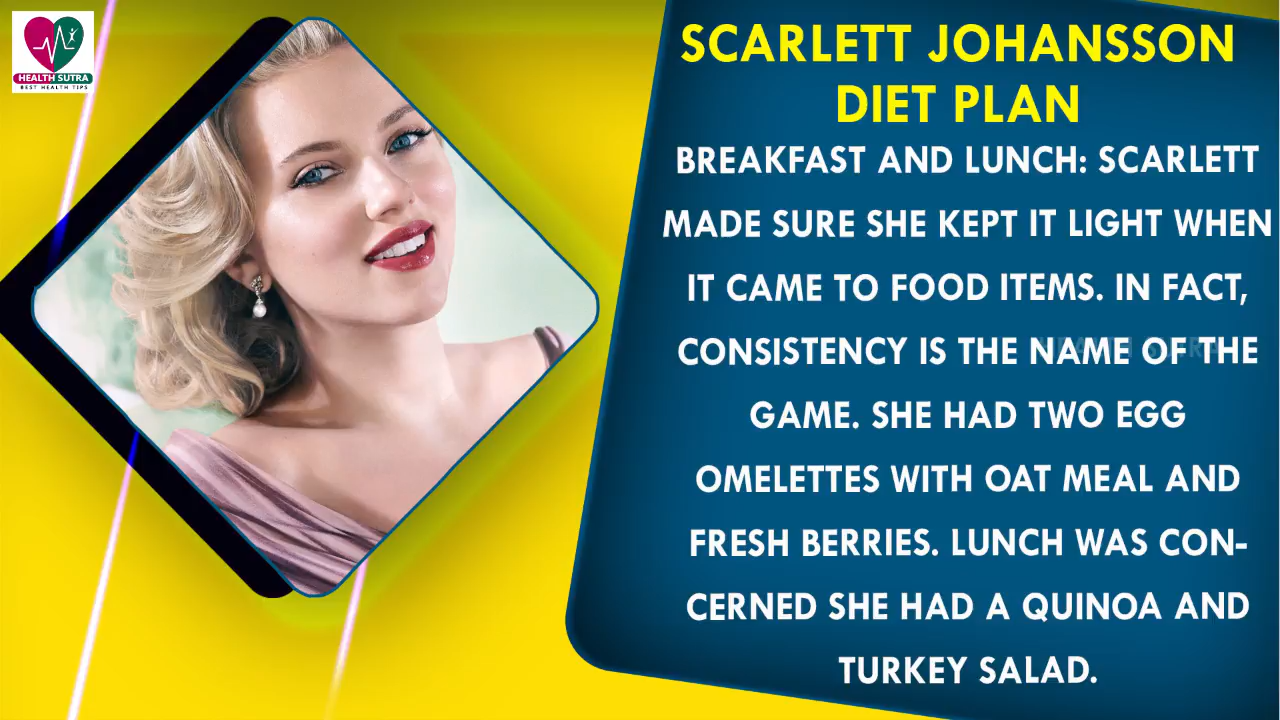 HEALTH SUTRA
BEST HEALTH TIPS
SCARLETT JOHANSSON
DIET PLAN
BREAKFAST AND LUNCH: SCARLETT
MADE SURE SHE KEPT IT LIGHT WHEN
IT CAME TO FOOD ITEMS. IN FACT,
CONSISTENCY IS THE NAME OF THE
GAME. SHE HAD TWO EGG
OMELETTES WITH OAT MEAL AND
FRESH BERRIES. LUNCH WAS CON-
CERNED SHE HAD A QUINOA AND
TURKEY SALAD.